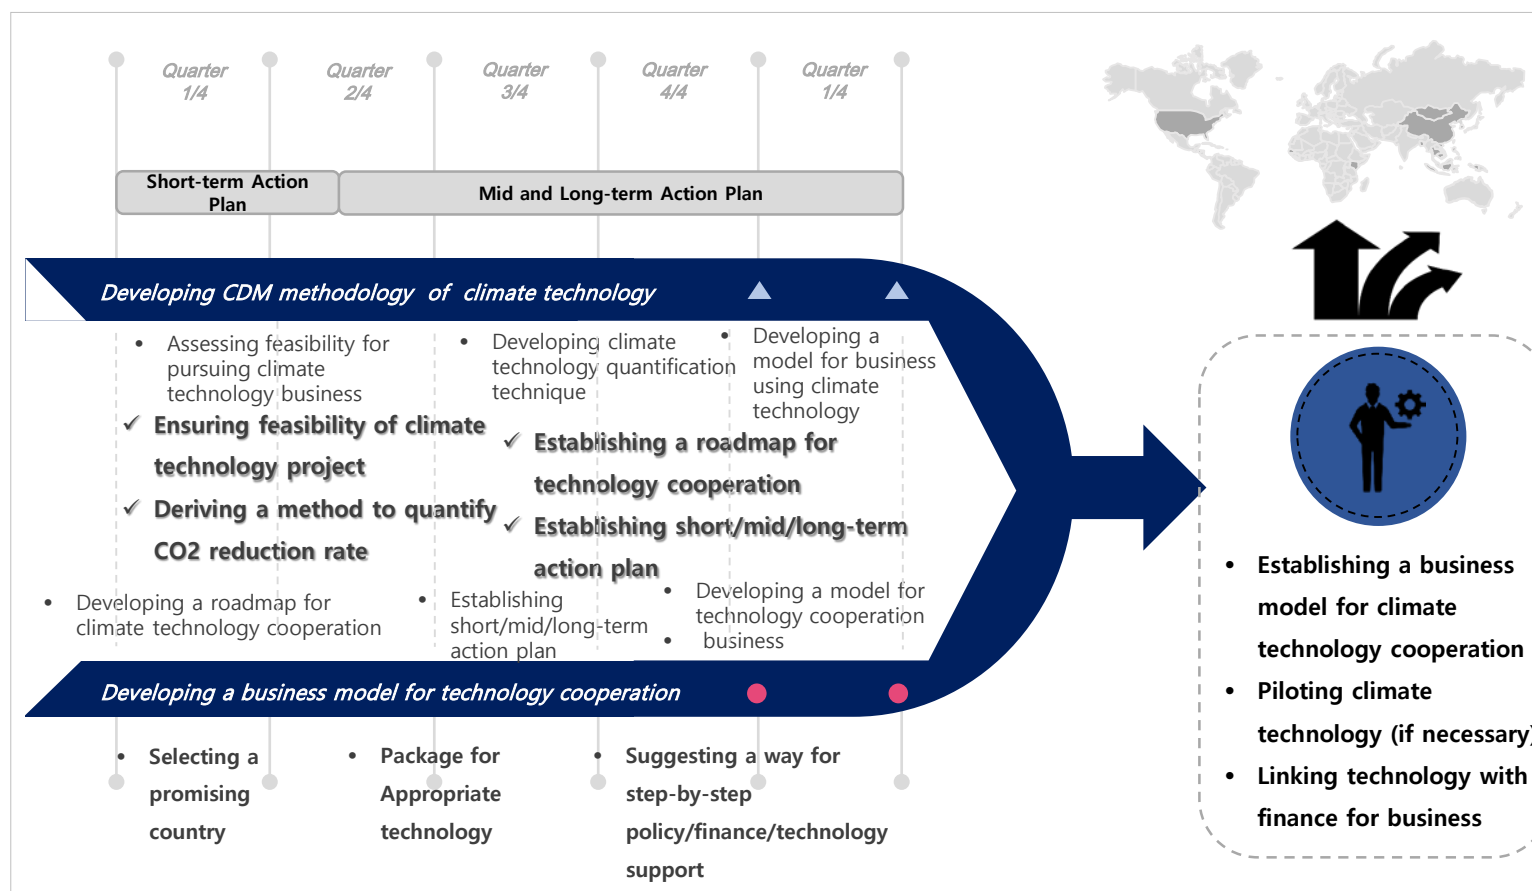 Quarter
1/4
Quarter
2/4
Quarter
3/4
Quarter
4/4
Quarter
1/4
Short-term Action
Plan
Mid and Long-term Action Plan
Developing CDM methodology of climate technology
• Assessing feasibility for
pursuing climate
technology business
• Developing climate
technology quantification
technique
• Developing a
model for business
using climate
technology
✓ Ensuring feasibility of climate
technology project
✓ Deriving a method to quantify
CO2 reduction rate
✓ Establishing a roadmap for
technology cooperation
✓ Establishing short/mid/long-term
action plan
• Developing a roadmap for
climate technology cooperation
• Establishing
short/mid/long-term
action plan
• Developing a model for
technology cooperation
• business
Developing a business model for technology cooperation
• Selecting a
promising
country
• Package for
Appropriate
technology
• Suggesting a way for
step-by-step
policy/finance/technology
support
• Establishing a business
model for climate
technology cooperation
• Piloting climate
technology (if necessary)
• Linking technology with
finance for business